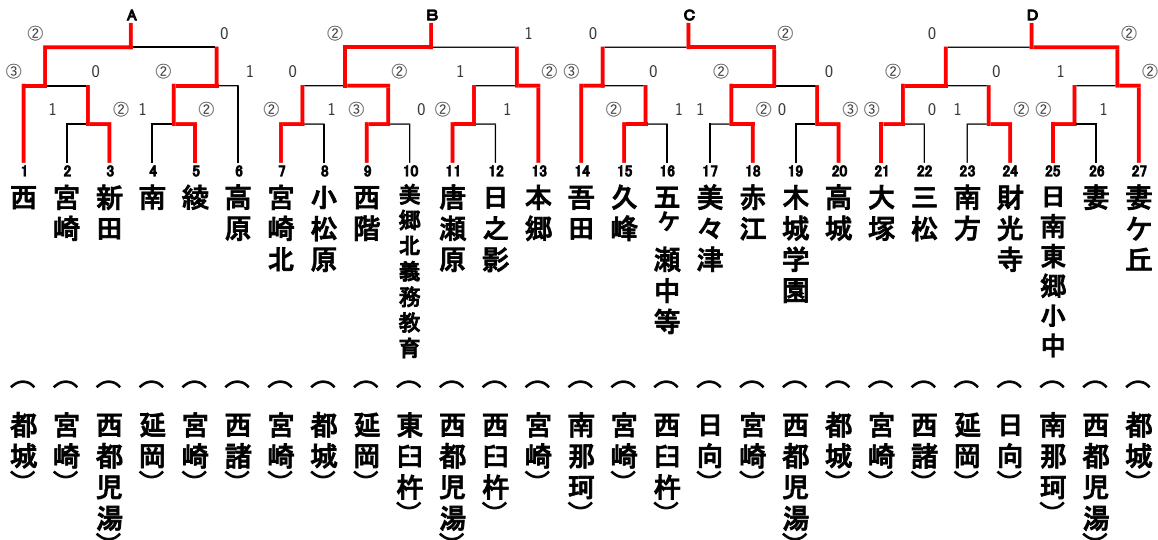 A B C D
② 0 ② 1 0 ② 0 ②
③ 0 ② 1 0 ② 1 ② ③ 0 ② 0 ② 0 1 ②
1 ② 1 ② ② 1 ③ 0 ② 1 ② 1 1 ② ③ ③ 0 1 ② ② 1
1 2 3 4 5 6 7 8 9 10 11 12 13 14 15 16 17 18 19 20 21 22 23 24 25 26 27
西
宮崎
新田
南
綾
高原
宮崎北
小松原
西階
美郷北義務教育
唐瀬原
日之影
本郷
吾田
久峰
五ケ瀬中等
美々津
赤江
木城学園
高城
大塚
三松
南方
財光寺
日南東郷小中
妻
妻ケ丘
（都城）
（宮崎）
（西都児湯）
（延岡）
（宮崎）
（西諸）
（宮崎）
（都城）
（延岡）
（東臼杵）
（西都児湯）
（西臼杵）
（宮崎）
（南那珂）
（宮崎）
（西臼杵）
（日向）
（宮崎）
（西都児湯）
（都城）
（宮崎）
（西諸）
（延岡）
（日向）
（南那珂）
（西都児湯）
（都城）